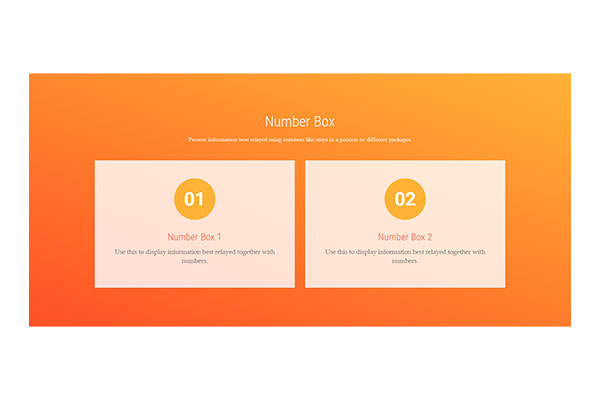 Number Box
Present information best relayed using numbers like steps in a process or different packages.
01
Number Box 1
Use this to display information best relayed together with
numbers.
02
Number Box 2
Use this to display information best relayed together with
numbers.